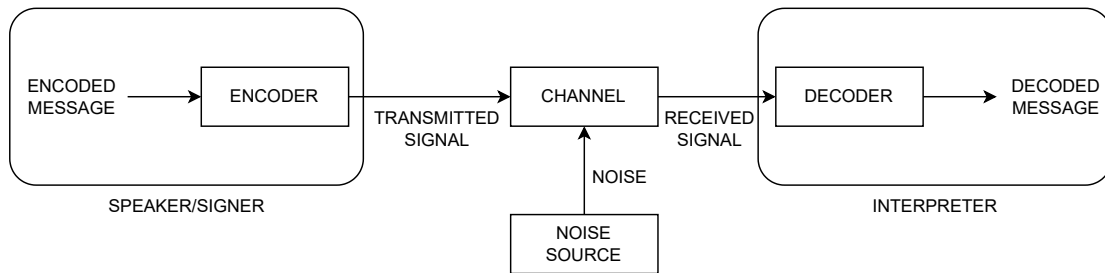 ENCODED
MESSAGE
ENCODER
TRANSMITTED
SIGNAL
CHANNEL
RECEIVED
SIGNAL
DECODER
DECODED
MESSAGE
NOISE
SPEAKER/SIGNER
INTERPRETER
NOISE
SOURCE